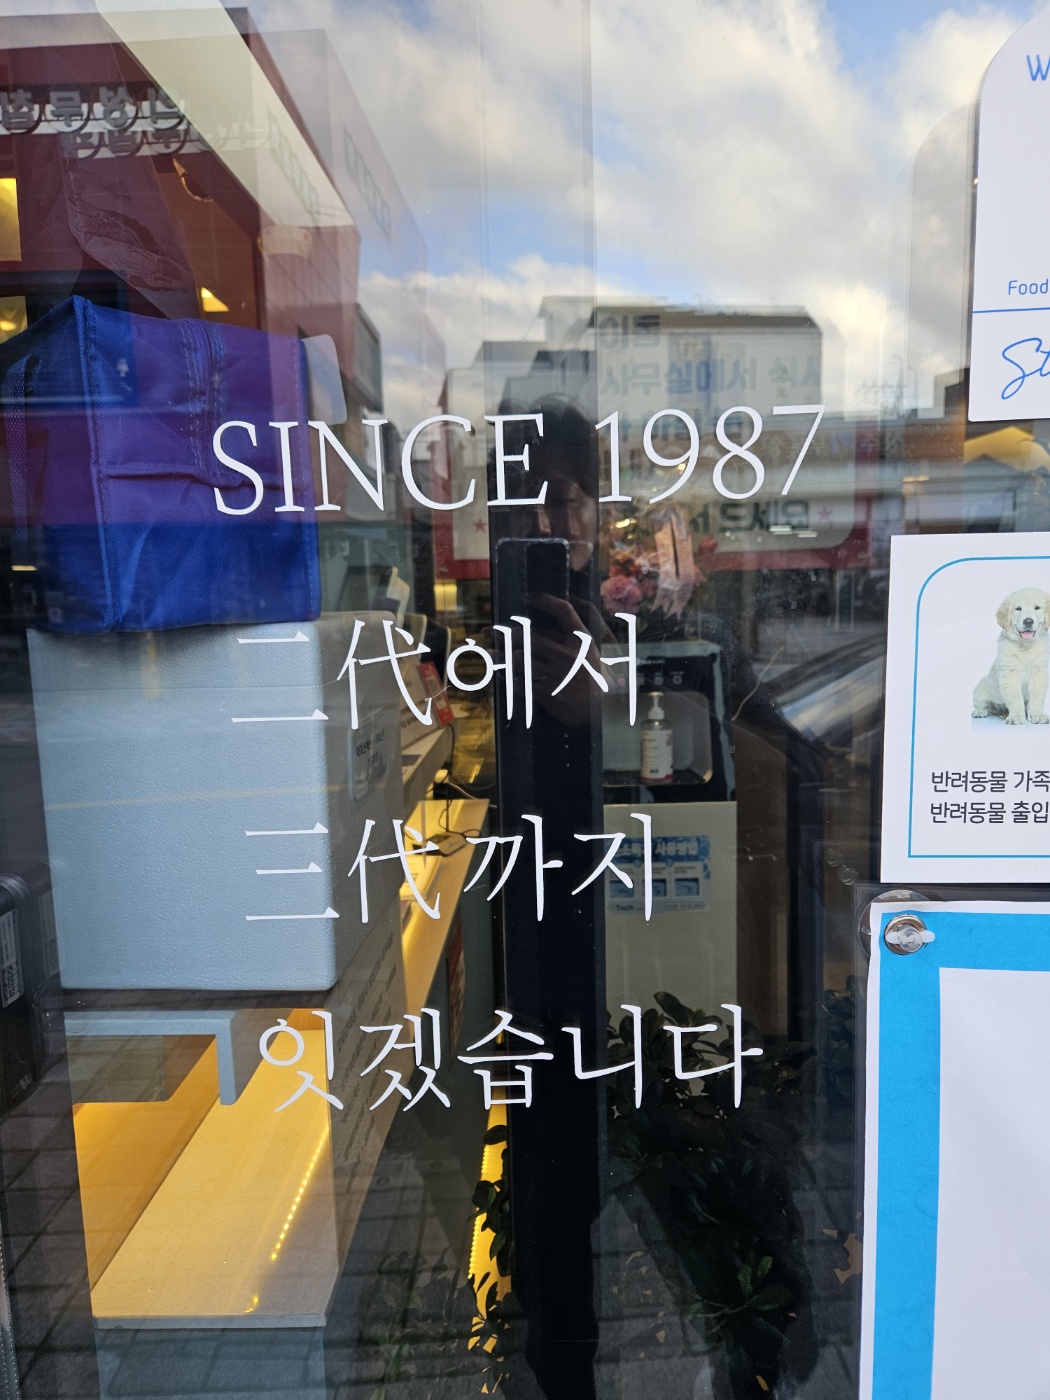 SINCE 1987
二代에서
三代까지
잇겠습니다
Food
반려동물 가족
반려동물 출입